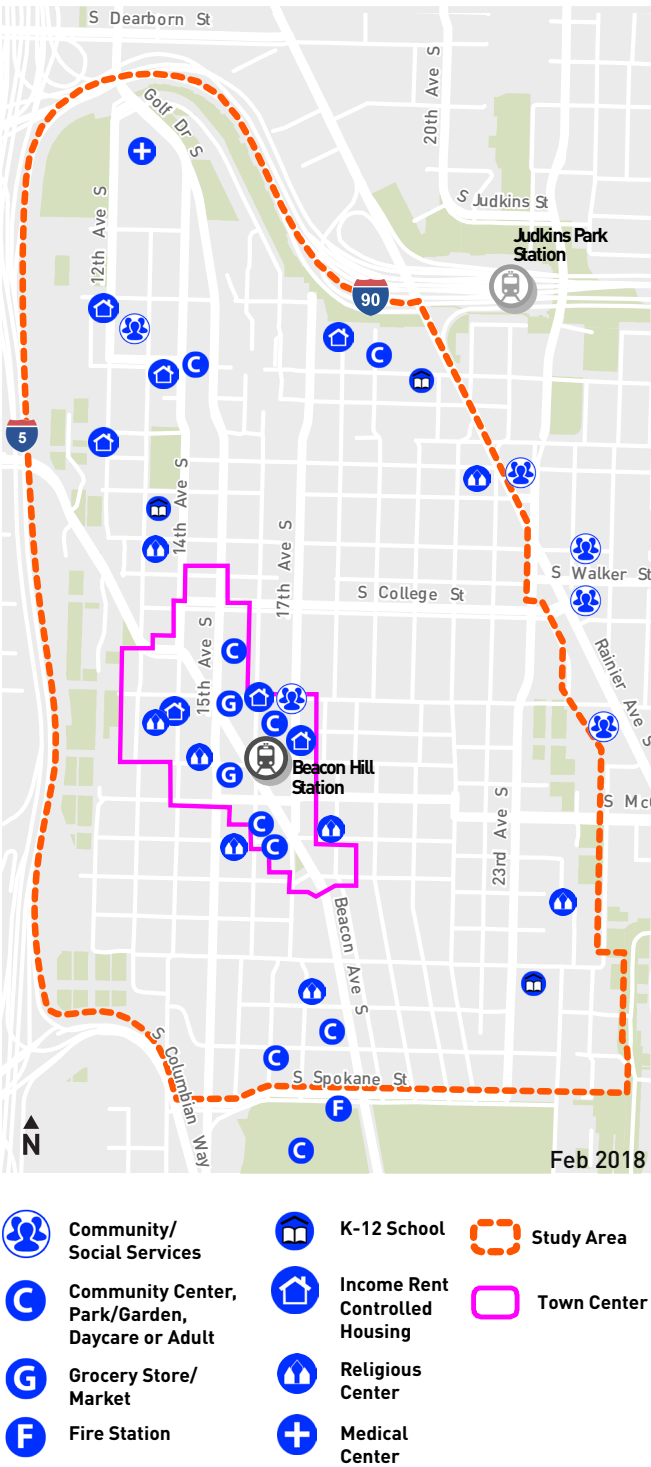 S Dearborn St
Golf Dr S
20th Ave S
S Judkins St
12th Ave S
Judkins Park
Station
90
C
5
14th Ave S
17th Ave S
S Walker St
S College St
Rainier Ave S
15th Ave S
C
G
C
Beacon Hill
Station
G
S McC
23rd Ave S
C
C
Beacon Ave S
C
C
S Columbian Way
S Spokane St
F
C
N
Feb 2018
Community/
Social Services
K-12 School
Study Area
C
Community Center,
Park/Garden,
Daycare or Adult
Income Rent
Controlled
Housing
Town Center
G
Grocery Store/
Market
Religious
Center
F
Fire Station
Medical
Center
C